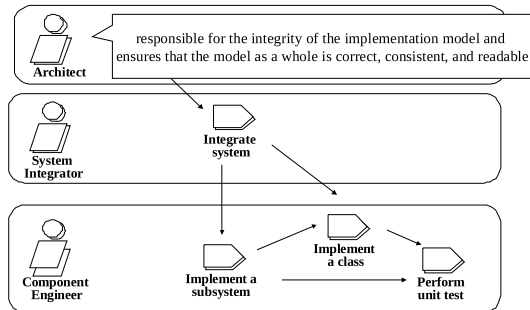 responsible for the integrity of the implementation model and
ensures that the model as a whole is correct, consistent, and readable
Architect
Integrate
system
System
Integrator
Implement
a class
Component
Engineer
Implement a
subsystem
Perform
unit test